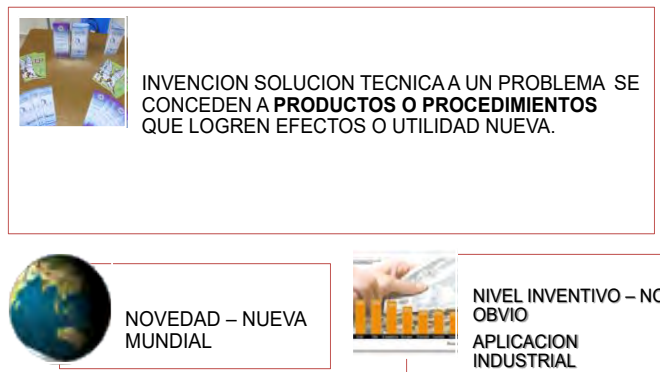 INVENCION SOLUCION TECNICA A UN PROBLEMA SE
CONCEDEN A PRODUCTOS O PROCEDIMIENTOS
QUE LOGREN EFECTOS O UTILIDAD NUEVA.
NOVEDAD – NUEVA
MUNDIAL
NIVEL INVENTIVO – NO
OBVIO
APLICACION
INDUSTRIAL